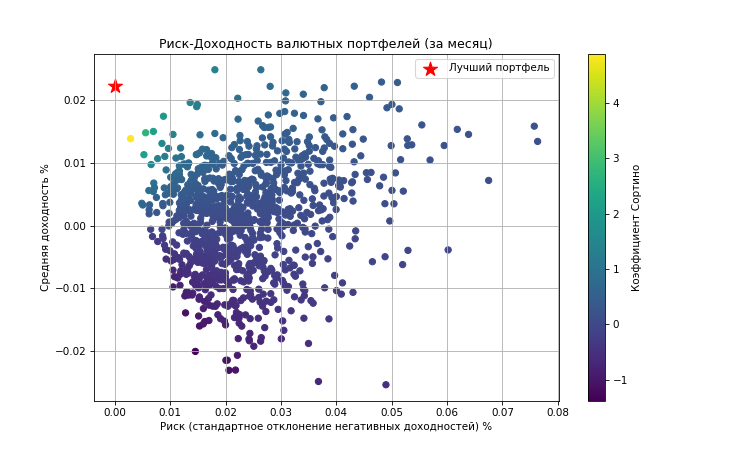 Риск-Доходность валютных портфелей (за месяц)
Лучший портфель
Средняя доходность %
0.02
0.01
0.00
−0.01
−0.02
0.00 0.01 0.02 0.03 0.04 0.05 0.06 0.07 0.08
Риск (стандартное отклонение негативных доходностей) %
4
3
2
1
0
−1
Коэффициент Сортино